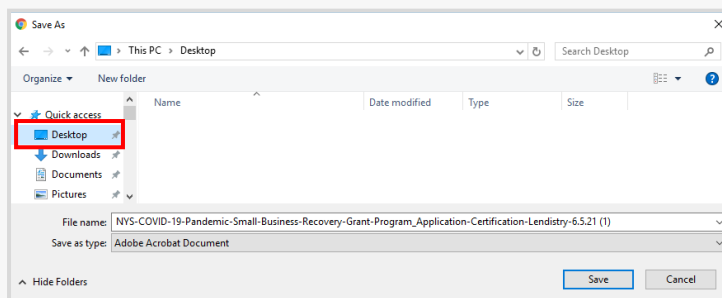 Save As
This PC > Desktop
Search Desktop
Organize
New folder
?
Name
Date modified
Type
Size
Quick access
Desktop
Downloads
Documents
Pictures
File name: NYS-COVID-19-Pandemic-Small-Business-Recovery-Grant-Program_Application-Certification-Lendistry-6.5.21 (1)
Save as type: Adobe Acrobat Document
Hide Folders
Save
Cancel